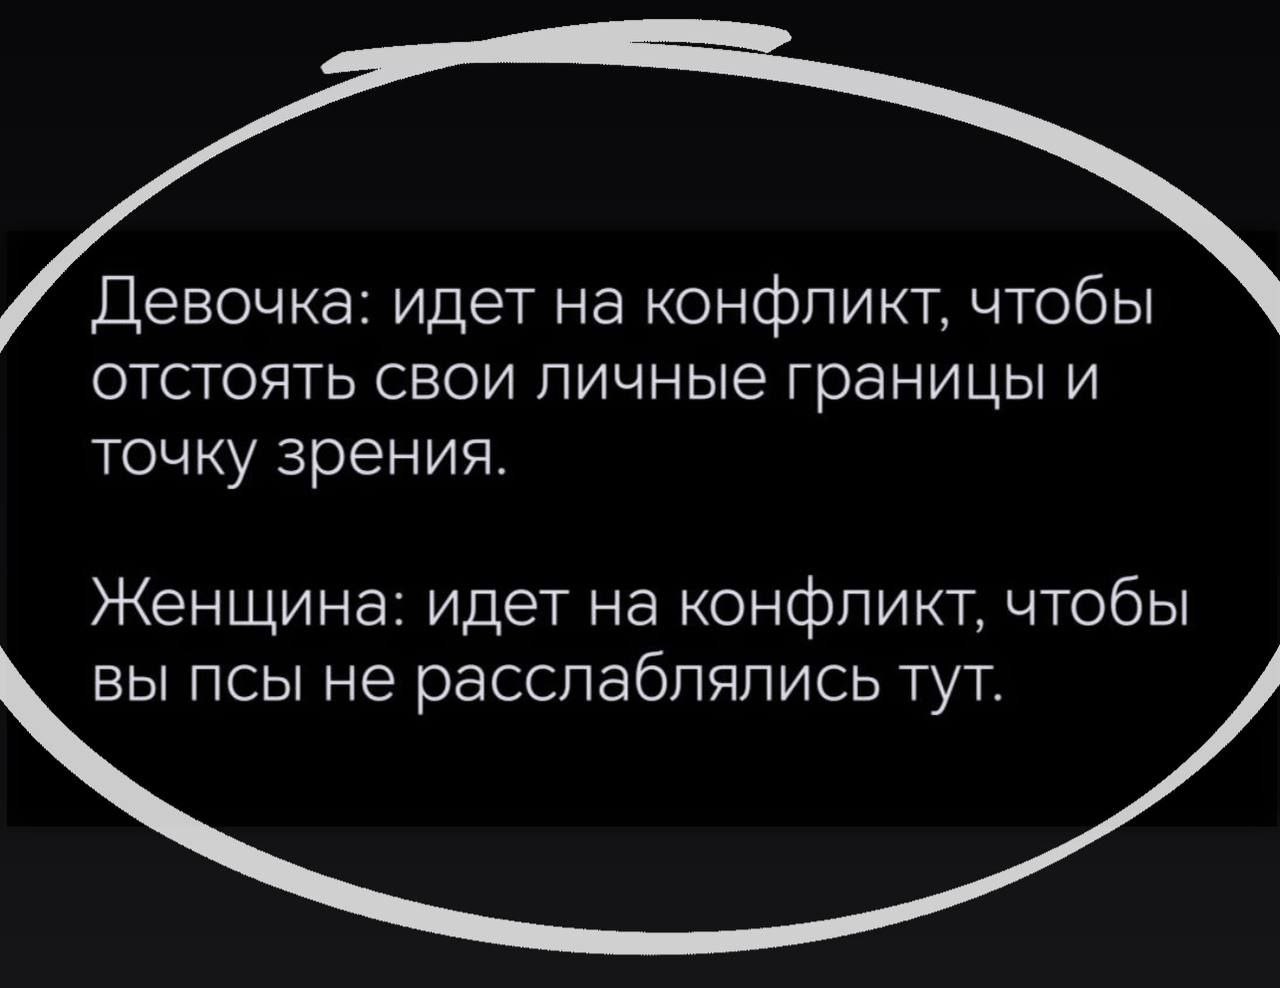 Девочка: идет на конфликт, чтобы
отстоять свои личные границы и
точку зрения.
Женщина: идет на конфликт, чтобы
вы псы не расслаблялись тут.